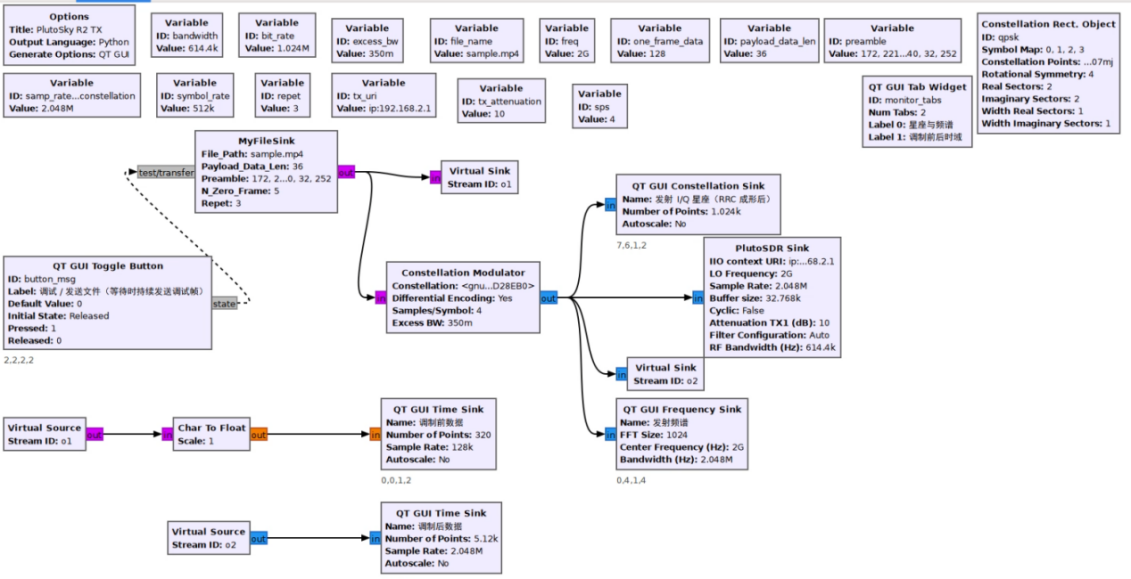 Options
Title: PlutoSky R2 TX
Output Language: Python
Generate Options: QT GUI
Variable
ID: bandwidth
Value: 614.4k
Variable
ID: bit_rate
Value: 1.024M
Variable
ID: excess_bw
Value: 350m
Variable
ID: file_name
Value: sample.mp4
Variable
ID: freq
Value: 2G
Variable
ID: one_frame_data
Value: 128
Variable
ID: payload_data_len
Value: 36
Variable
ID: preamble
Value: 172, 221...40, 32, 252
Constellation Rect. Object
ID: qpsk
Symbol Map: 0, 1, 2, 3
Constellation Points: ...07mj
Rotational Symmetry: 4
Real Sectors: 2
Imaginary Sectors: 2
Width Real Sectors: 1
Width Imaginary Sectors: 1
Variable
ID: samp_rate...constellation
Value: 2.048M
Variable
ID: symbol_rate
Value: 512k
Variable
ID: repet
Value: 3
Variable
ID: tx_uri
Value: ip:192.168.2.1
Variable
ID: tx_attenuation
Value: 10
Variable
ID: sps
Value: 4
QT GUI Tab Widget
ID: monitor_tabs
Num Tabs: 2
Label 0: 星座与频谱
Label 1: 调制前后时域
MyFileSink
File_Path: sample.mp4
Payload_Data_Len: 36
Preamble: 172, 2...0, 32, 252
N_Zero_Frame: 5
Repet: 3
test/transfer
out
in
Virtual Sink
Stream ID: o1
QT GUI Constellation Sink
Name: 发射 I/Q 星座（RRC 成形后）
Number of Points: 1.024k
Autoscale: No
in
7,6,1,2
PlutoSDR Sink
IIO context URI: ip:...68.2.1
LO Frequency: 2G
Sample Rate: 2.048M
Buffer size: 32.768k
Cyclic: False
Attenuation TX1 (dB): 10
Filter Configuration: Auto
RF Bandwidth (Hz): 614.4k
in
QT GUI Toggle Button
ID: button_msg
Label: 调试 / 发送文件（等待时持续发送调试帧）
Default Value: 0
Initial State: Released
Pressed: 1
Released: 0
state
2,2,2,2
Constellation Modulator
Constellation: <gnu...D28EB0>
Differential Encoding: Yes
Samples/Symbol: 4
Excess BW: 350m
in
out
in
Virtual Sink
Stream ID: o2
Virtual Source
Stream ID: o1
out
in
Char To Float
Scale: 1
out
in
QT GUI Time Sink
Name: 调制前数据
Number of Points: 320
Sample Rate: 128k
Autoscale: No
0,0,1,2
in
QT GUI Frequency Sink
Name: 发射频谱
FFT Size: 1024
Center Frequency (Hz): 2G
Bandwidth (Hz): 2.048M
0,4,1,4
Virtual Source
Stream ID: o2
out
in
QT GUI Time Sink
Name: 调制后数据
Number of Points: 5.12k
Sample Rate: 2.048M
Autoscale: No